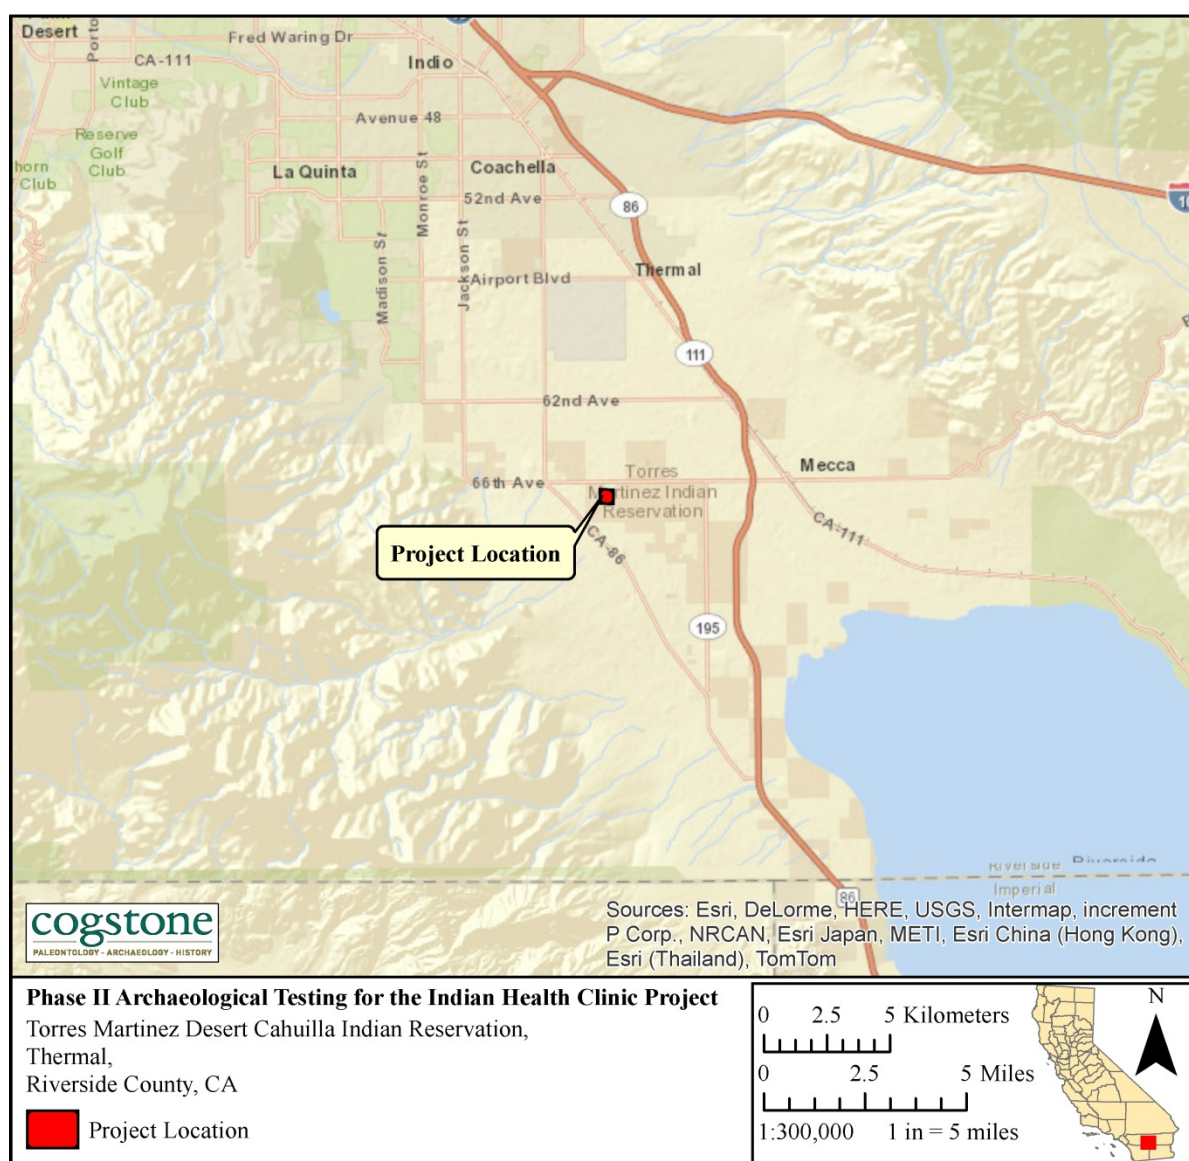 Desert
Porto
Fred Waring Dr
CA-111
Indio
Vintage
Club
Reserve
Golf
Club
horn
Club
Avenue 48
La Quinta
Coachella
Monroe St
52nd Ave
86
Jackson St
Madison St
Airport Blvd
Thermal
111
62nd Ave
Mecca
66th Ave
Torres
Martinez Indian
Reservation
Project Location
CA-86
CA-111
195
Riverside
Riverside
Imperial
86
cogstone
PALEONTOLOGY - ARCHAEOLOGY - HISTORY
Sources: Esri, DeLorme, HERE, USGS, Intermap, increment
P Corp., NRCAN, Esri Japan, METI, Esri China (Hong Kong),
Esri (Thailand), TomTom
Phase II Archaeological Testing for the Indian Health Clinic Project
Torres Martinez Desert Cahuilla Indian Reservation,
Thermal,
Riverside County, CA
Project Location
0 2.5 5 Kilometers
0 2.5 5 Miles
1:300,000 1 in = 5 miles
N